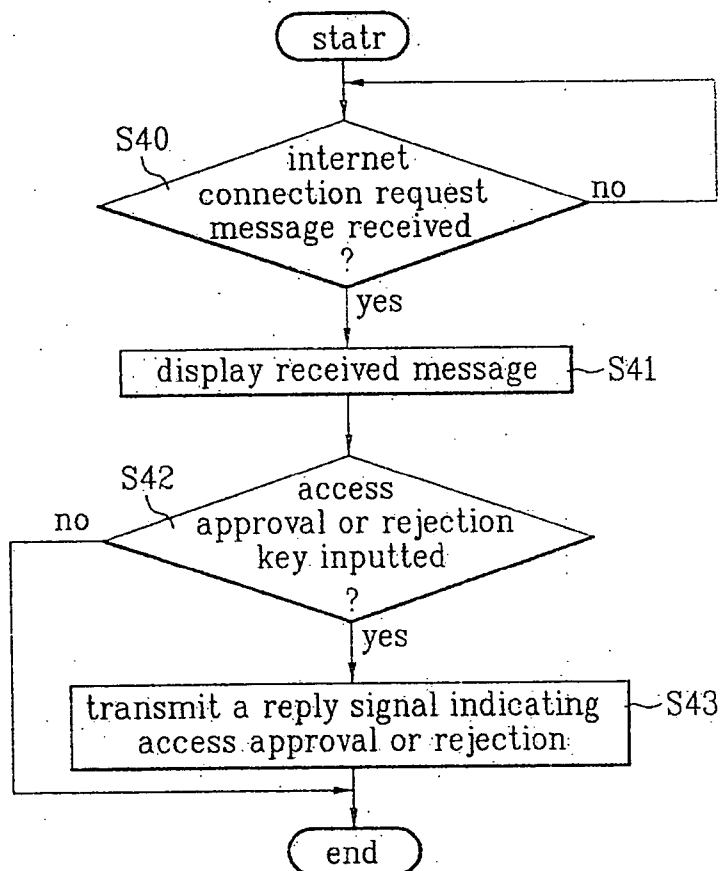 statr
S40
internet
connection request
message received
?
no
yes
display received message
S41
S42
access
approval or rejection
key inputted
?
no
yes
transmit a reply signal indicating
access approval or rejection
S43
end